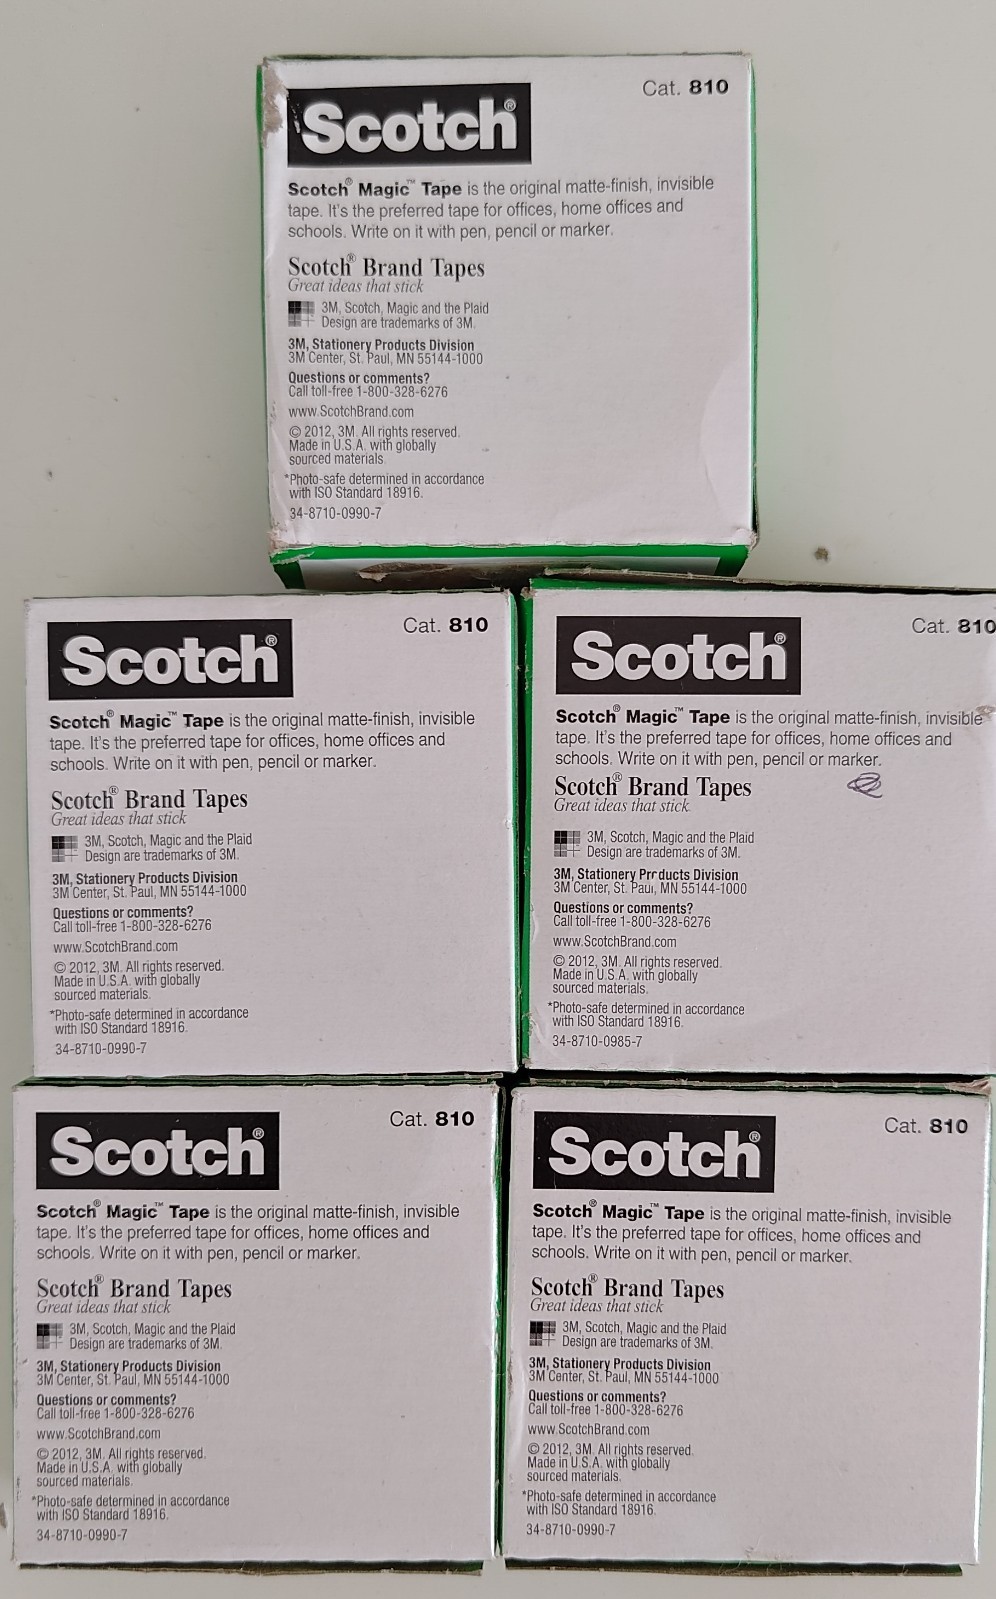 Scotch®
Cat. 810
Scotch® Magic™ Tape is the original matte-finish, invisible
tape. It's the preferred tape for offices, home offices and
schools. Write on it with pen, pencil or marker.
Scotch® Brand Tapes
Great ideas that stick
3M, Scotch, Magic and the Plaid
Design are trademarks of 3M.
3M, Stationery Products Division
3M Center, St. Paul, MN 55144-1000
Questions or comments?
Call toll-free 1-800-328-6276
www.ScotchBrand.com
© 2012, 3M. All rights reserved.
Made in U.S.A. with globally
sourced materials.
*Photo-safe determined in accordance
with ISO Standard 18916.
34-8710-0990-7
Scotch®
Cat. 810
Scotch® Magic™ Tape is the original matte-finish, invisible
tape. It's the preferred tape for offices, home offices and
schools. Write on it with pen, pencil or marker.
Scotch® Brand Tapes
Great ideas that stick
3M, Scotch, Magic and the Plaid
Design are trademarks of 3M.
3M, Stationery Products Division
3M Center, St. Paul, MN 55144-1000
Questions or comments?
Call toll-free 1-800-328-6276
www.ScotchBrand.com
© 2012, 3M. All rights reserved.
Made in U.S.A. with globally
sourced materials.
*Photo-safe determined in accordance
with ISO Standard 18916.
34-8710-0990-7
Scotch®
Cat. 810
Scotch® Magic™ Tape is the original matte-finish, invisible
tape. It's the preferred tape for offices, home offices and
schools. Write on it with pen, pencil or marker.
Scotch® Brand Tapes
Great ideas that stick
3M, Scotch, Magic and the Plaid
Design are trademarks of 3M.
3M, Stationery Products Division
3M Center, St. Paul, MN 55144-1000
Questions or comments?
Call toll-free 1-800-328-6276
www.ScotchBrand.com
© 2012, 3M. All rights reserved.
Made in U.S.A. with globally
sourced materials.
*Photo-safe determined in accordance
with ISO Standard 18916.
34-8710-0985-7
Scotch®
Cat. 810
Scotch® Magic™ Tape is the original matte-finish, invisible
tape. It's the preferred tape for offices, home offices and
schools. Write on it with pen, pencil or marker.
Scotch® Brand Tapes
Great ideas that stick
3M, Scotch, Magic and the Plaid
Design are trademarks of 3M.
3M, Stationery Products Division
3M Center, St. Paul, MN 55144-1000
Questions or comments?
Call toll-free 1-800-328-6276
www.ScotchBrand.com
© 2012, 3M. All rights reserved.
Made in U.S.A. with globally
sourced materials.
*Photo-safe determined in accordance
with ISO Standard 18916.
34-8710-0990-7
Scotch®
Cat. 810
Scotch® Magic™ Tape is the original matte-finish, invisible
tape. It's the preferred tape for offices, home offices and
schools. Write on it with pen, pencil or marker.
Scotch® Brand Tapes
Great ideas that stick
3M, Scotch, Magic and the Plaid
Design are trademarks of 3M.
3M, Stationery Products Division
3M Center, St. Paul, MN 55144-1000
Questions or comments?
Call toll-free 1-800-328-6276
www.ScotchBrand.com
© 2012, 3M. All rights reserved.
Made in U.S.A. with globally
sourced materials.
*Photo-safe determined in accordance
with ISO Standard 18916.
34-8710-0990-7